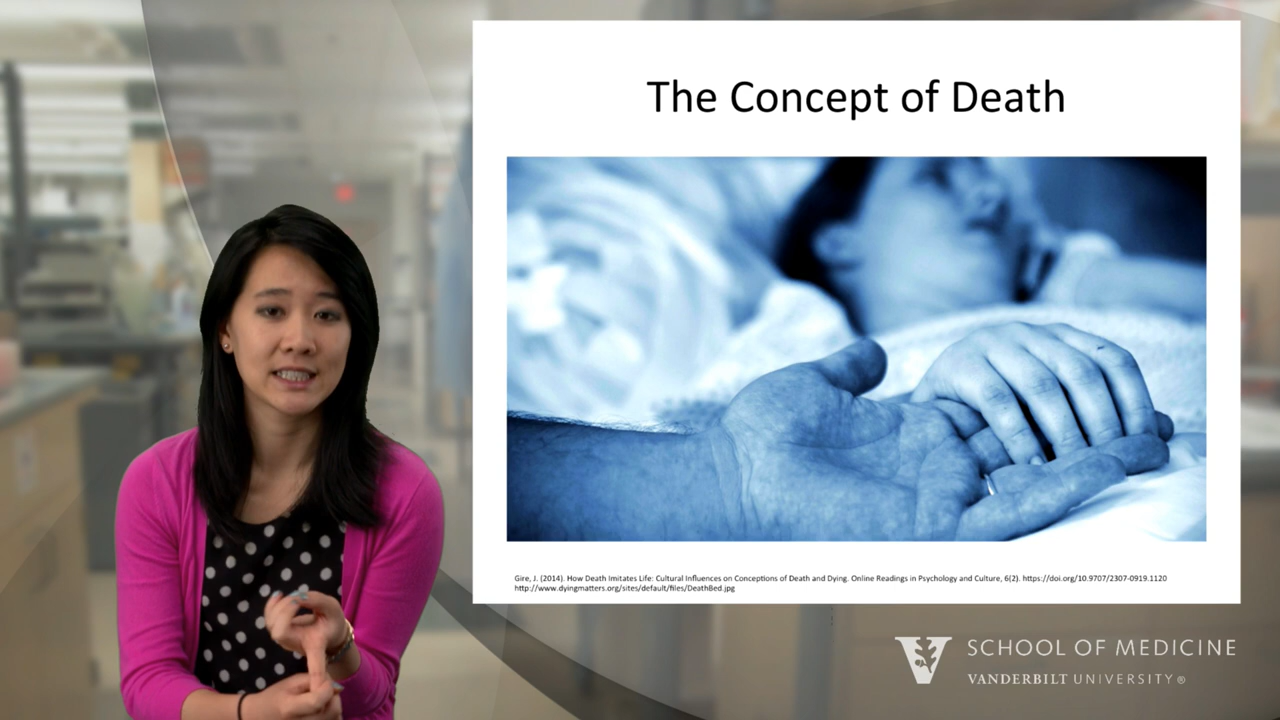 The Concept of Death
Gire, J. (2014). How Death Imitates Life: Cultural Influences on Conceptions of Death and Dying. Online Readings in Psychology and Culture, 6(2). https://doi.org/10.9707/2307-0919.1120
http://www.dyingmatters.org/sites/default/files/DeathBed.jpg
V SCHOOL OF MEDICINE
VANDERBILT UNIVERSITY®